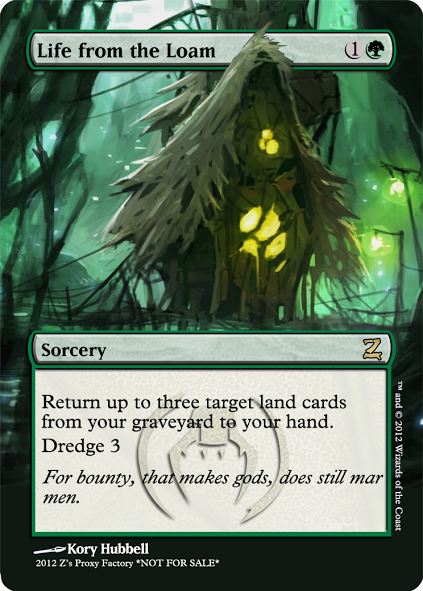 Life from the Loam 1
Sorcery Z
Return up to three target land cards
from your graveyard to your hand.
Dredge 3
For bounty, that makes gods, does still mar
men.
™ and © 2012 Wizards of the Coast
Kory Hubbell
2012 Z's Proxy Factory *NOT FOR SALE*